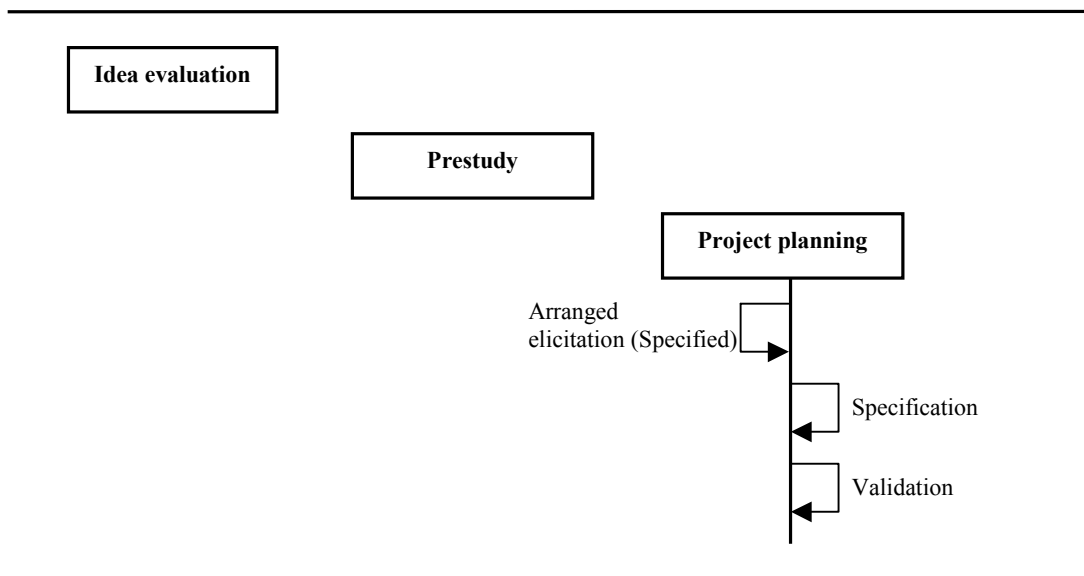 Idea evaluation
Prestudy
Project planning
Arranged
elicitation (Specified)
Specification
Validation